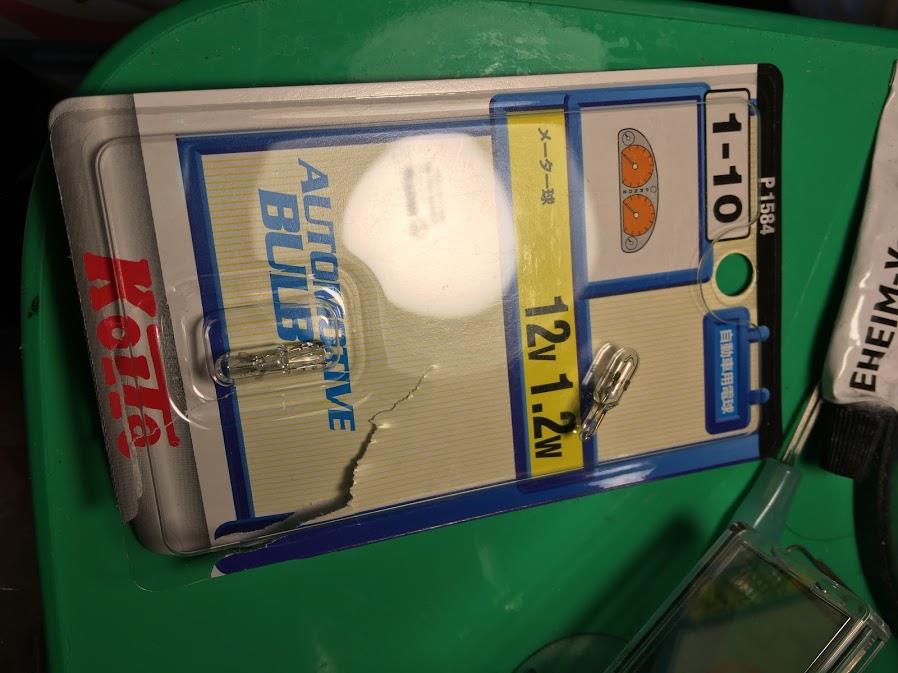 P1584
1-10
自動車用電球
メーター球
12V 1.2W
AUTOMOTIVE
BULB
KoITo
EHEIM-Y